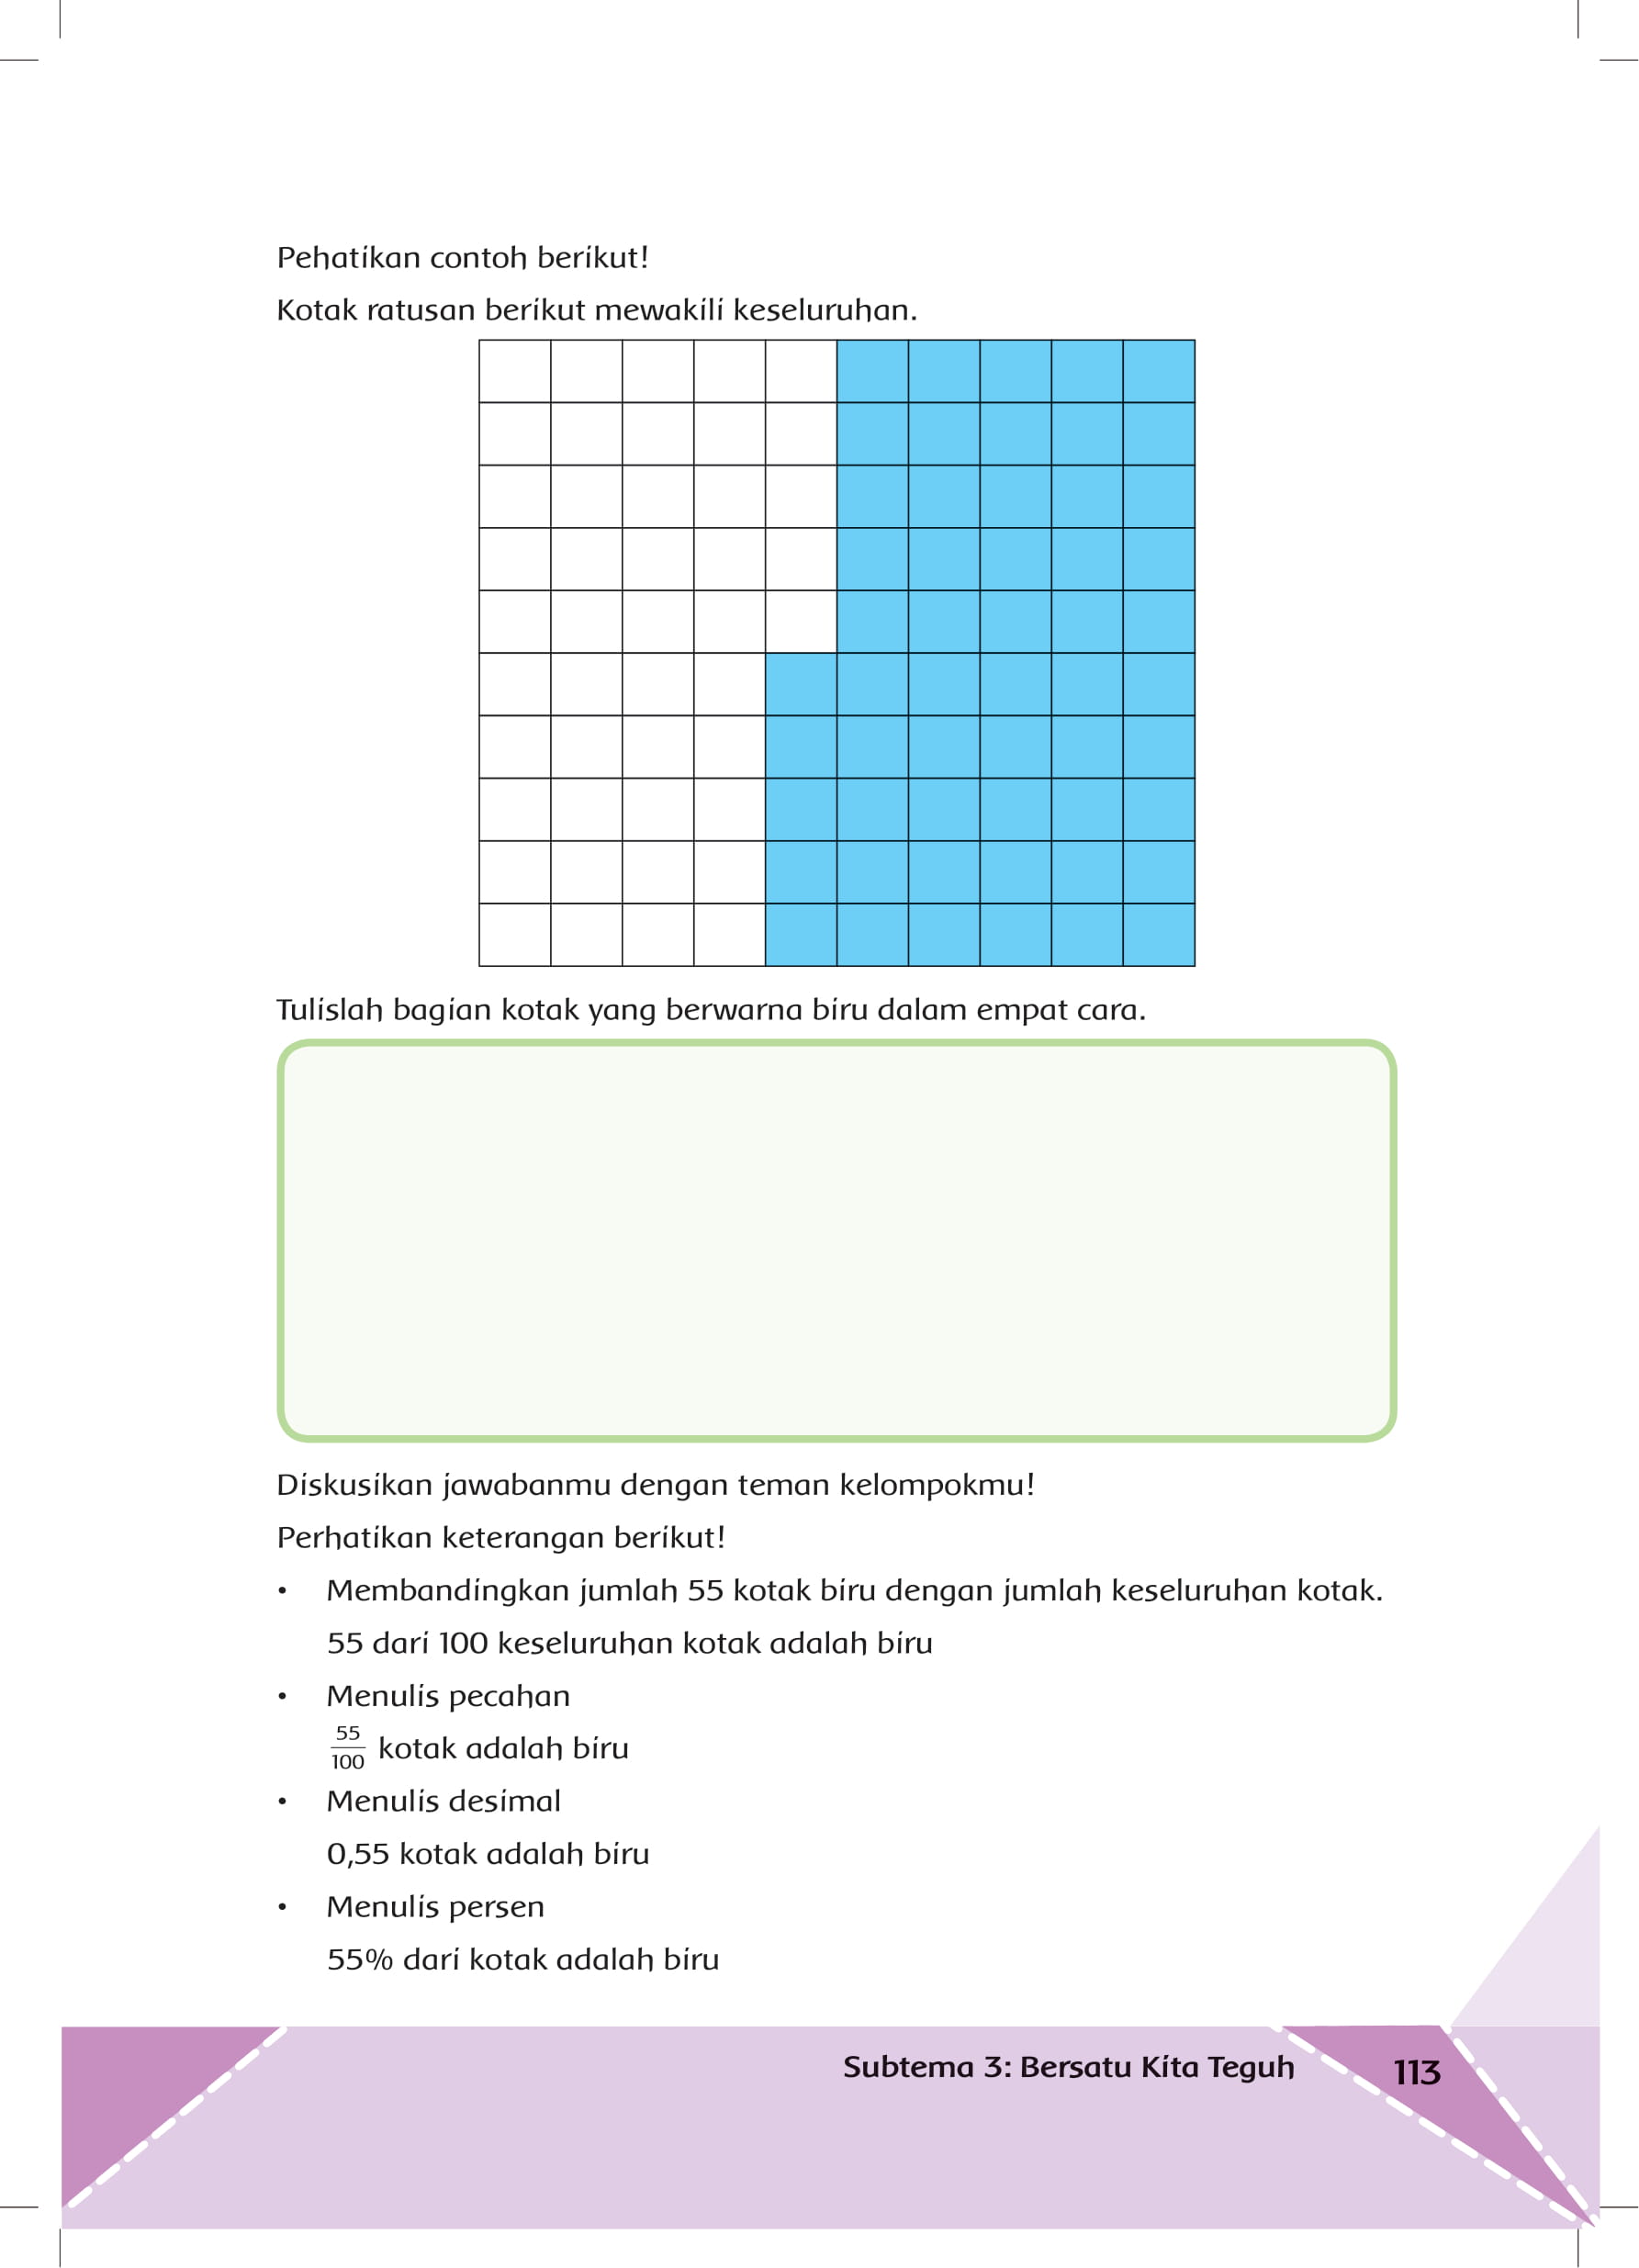 Pehatikan contoh berikut!
Kotak ratusan berikut mewakili keseluruhan.
Tulislah bagian kotak yang berwarna biru dalam empat cara.
Diskusikan jawabanmu dengan teman kelompokmu!
Perhatikan keterangan berikut!
• Membandingkan jumlah 55 kotak biru dengan jumlah keseluruhan kotak.
55 dari 100 keseluruhan kotak adalah biru
• Menulis pecahan
55/100 kotak adalah biru
• Menulis desimal
0,55 kotak adalah biru
• Menulis persen
55% dari kotak adalah biru
Subtema 3: Bersatu Kita Teguh 113